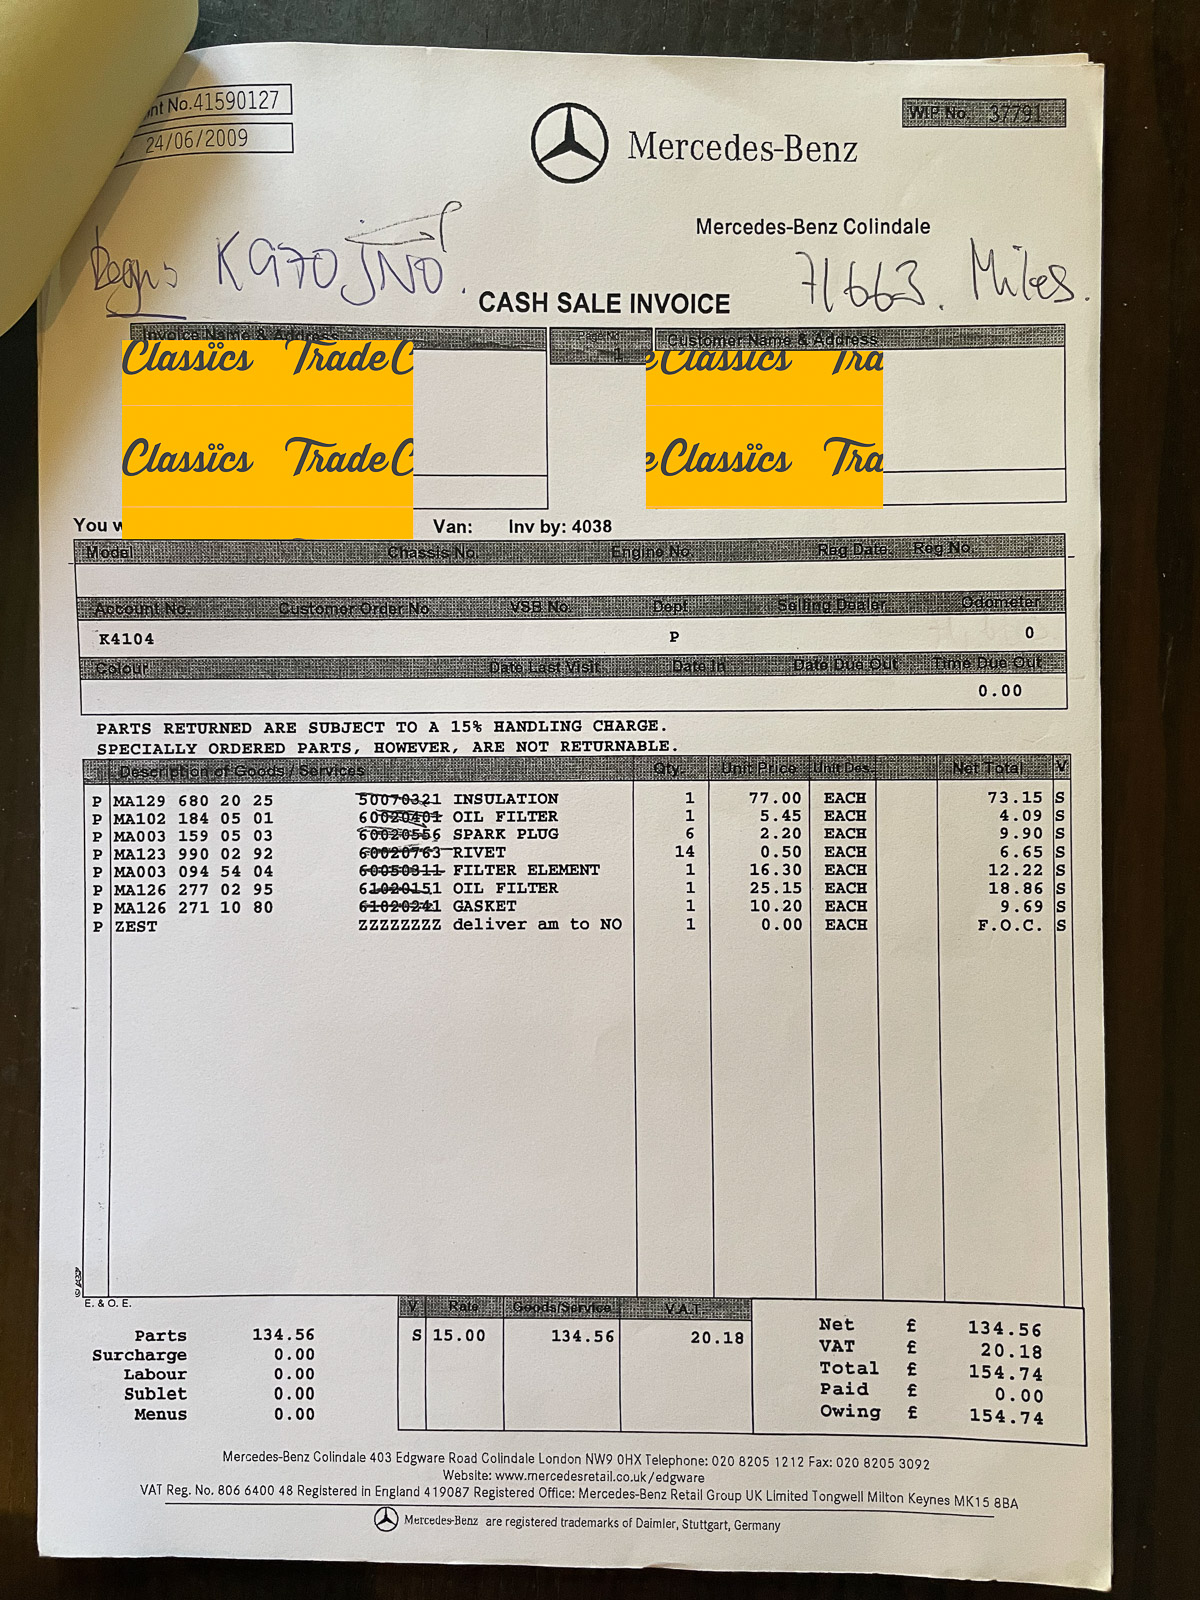 nt No.41590127
24/06/2009
Mercedes-Benz
WIP No. 37791
Mercedes-Benz Colindale
Regns K970 JNO.
71663. Miles.
CASH SALE INVOICE
Invoice Name & Address
1
Customer Name & Address
Classics Trade C
e Classics Tra
Classics Trade C
e Classics Tra
You w
Van: Inv by: 4038
Model Chassis No. Engine No. Reg Date. Reg No.
Account No. Customer Order No. VSB No. Dept Selling Dealer Odometer
K4104 P 0
Colour Date Last Visit. Date In Date Due Out Time Due Out
0.00
PARTS RETURNED ARE SUBJECT TO A 15% HANDLING CHARGE.
SPECIALLY ORDERED PARTS, HOWEVER, ARE NOT RETURNABLE.
Description of Goods / Services Qty. Unit Price Unit Des. Net Total V
P MA129 680 20 25 50070321 INSULATION 1 77.00 EACH 73.15 S
P MA102 184 05 01 60020401 OIL FILTER 1 5.45 EACH 4.09 S
P MA003 159 05 03 60020556 SPARK PLUG 6 2.20 EACH 9.90 S
P MA123 990 02 92 60020763 RIVET 14 0.50 EACH 6.65 S
P MA003 094 54 04 60050311 FILTER ELEMENT 1 16.30 EACH 12.22 S
P MA126 277 02 95 61020151 OIL FILTER 1 25.15 EACH 18.86 S
P MA126 271 10 80 61020241 GASKET 1 10.20 EACH 9.69 S
P ZEST ZZZZZZZZ deliver am to NO 1 0.00 EACH F.O.C. S
E. & O. E.
V Rate Goods/Service V.A.T.
S 15.00 134.56 20.18
Parts 134.56
Surcharge 0.00
Labour 0.00
Sublet 0.00
Menus 0.00
Net £ 134.56
VAT £ 20.18
Total £ 154.74
Paid £ 0.00
Owing £ 154.74
Mercedes-Benz Colindale 403 Edgware Road Colindale London NW9 0HX Telephone: 020 8205 1212 Fax: 020 8205 3092
Website: www.mercedesretail.co.uk/edgware
VAT Reg. No. 806 6400 48 Registered in England 419087 Registered Office: Mercedes-Benz Retail Group UK Limited Tongwell Milton Keynes MK15 8BA
Mercedes-Benz are registered trademarks of Daimler, Stuttgart, Germany